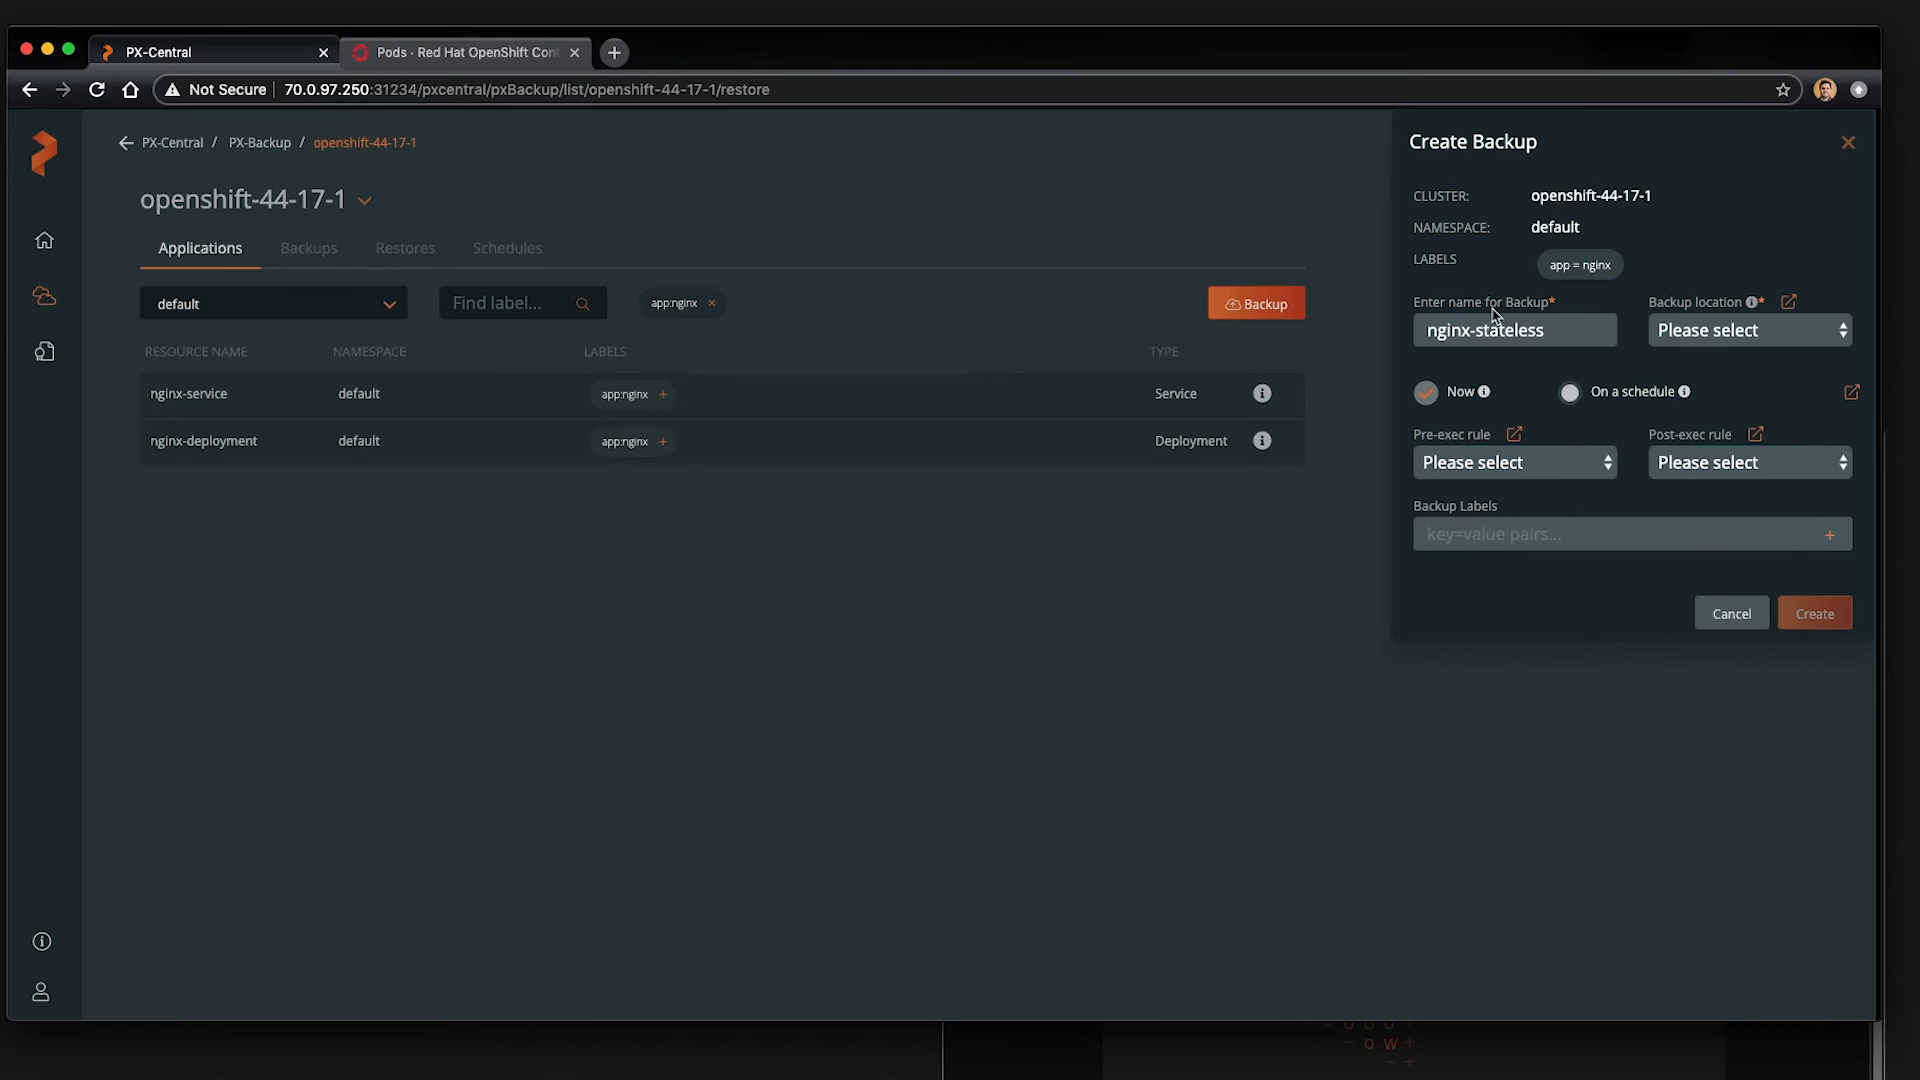 PX-Central
Pods · Red Hat OpenShift Cont
Not Secure 70.0.97.250:31234/pxcentral/pxBackup/list/openshift-44-17-1/restore
PX-Central / PX-Backup / openshift-44-17-1
openshift-44-17-1
Applications Backups Restores Schedules
default Find label... app:nginx × Backup
RESOURCE NAME NAMESPACE LABELS TYPE
nginx-service default app:nginx + Service
nginx-deployment default app:nginx + Deployment
Create Backup
CLUSTER: openshift-44-17-1
NAMESPACE: default
LABELS app = nginx
Enter name for Backup* Backup location *
nginx-stateless Please select
Now On a schedule
Pre-exec rule Post-exec rule
Please select Please select
Backup Labels
key=value pairs... +
Cancel Create
O W +